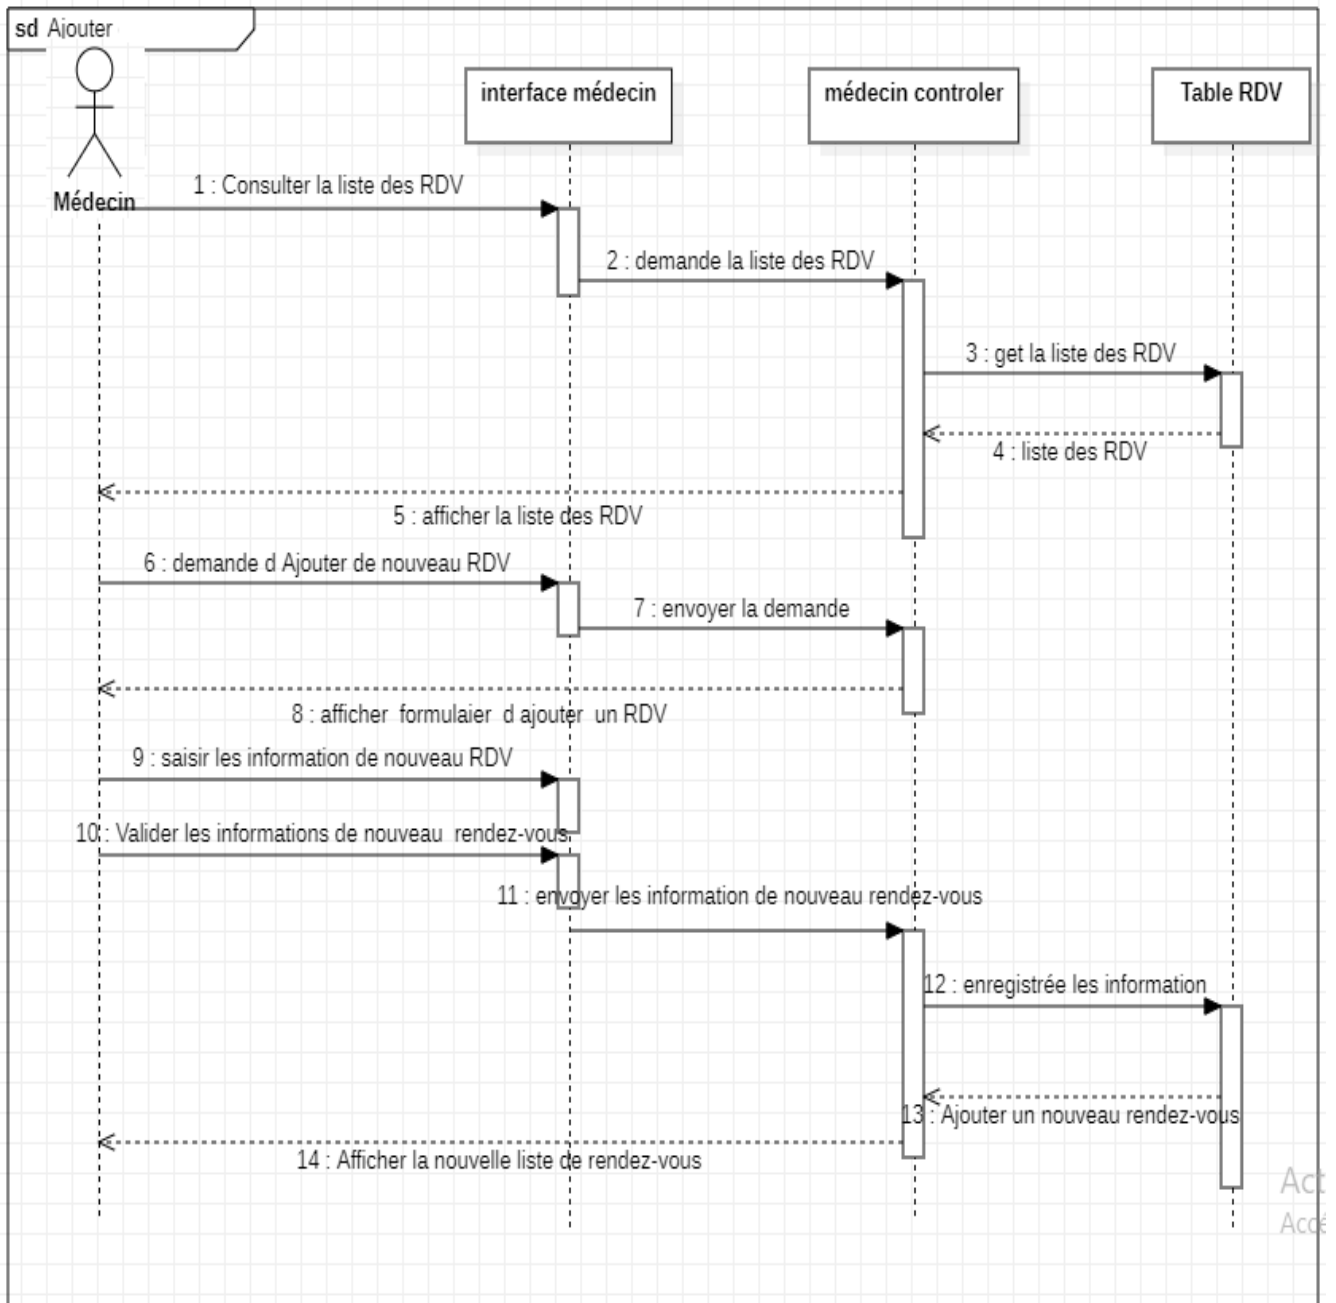 sd Ajouter
interface médecin
médecin controler
Table RDV
Médecin
1 : Consulter la liste des RDV
2 : demande la liste des RDV
3 : get la liste des RDV
4 : liste des RDV
5 : afficher la liste des RDV
6 : demande d Ajouter de nouveau RDV
7 : envoyer la demande
8 : afficher formulaier d ajouter un RDV
9 : saisir les information de nouveau RDV
10 : Valider les informations de nouveau rendez-vous
11 : envoyer les information de nouveau rendez-vous
12 : enregistrée les information
13 : Ajouter un nouveau rendez-vous
14 : Afficher la nouvelle liste de rendez-vous
Act
Accé